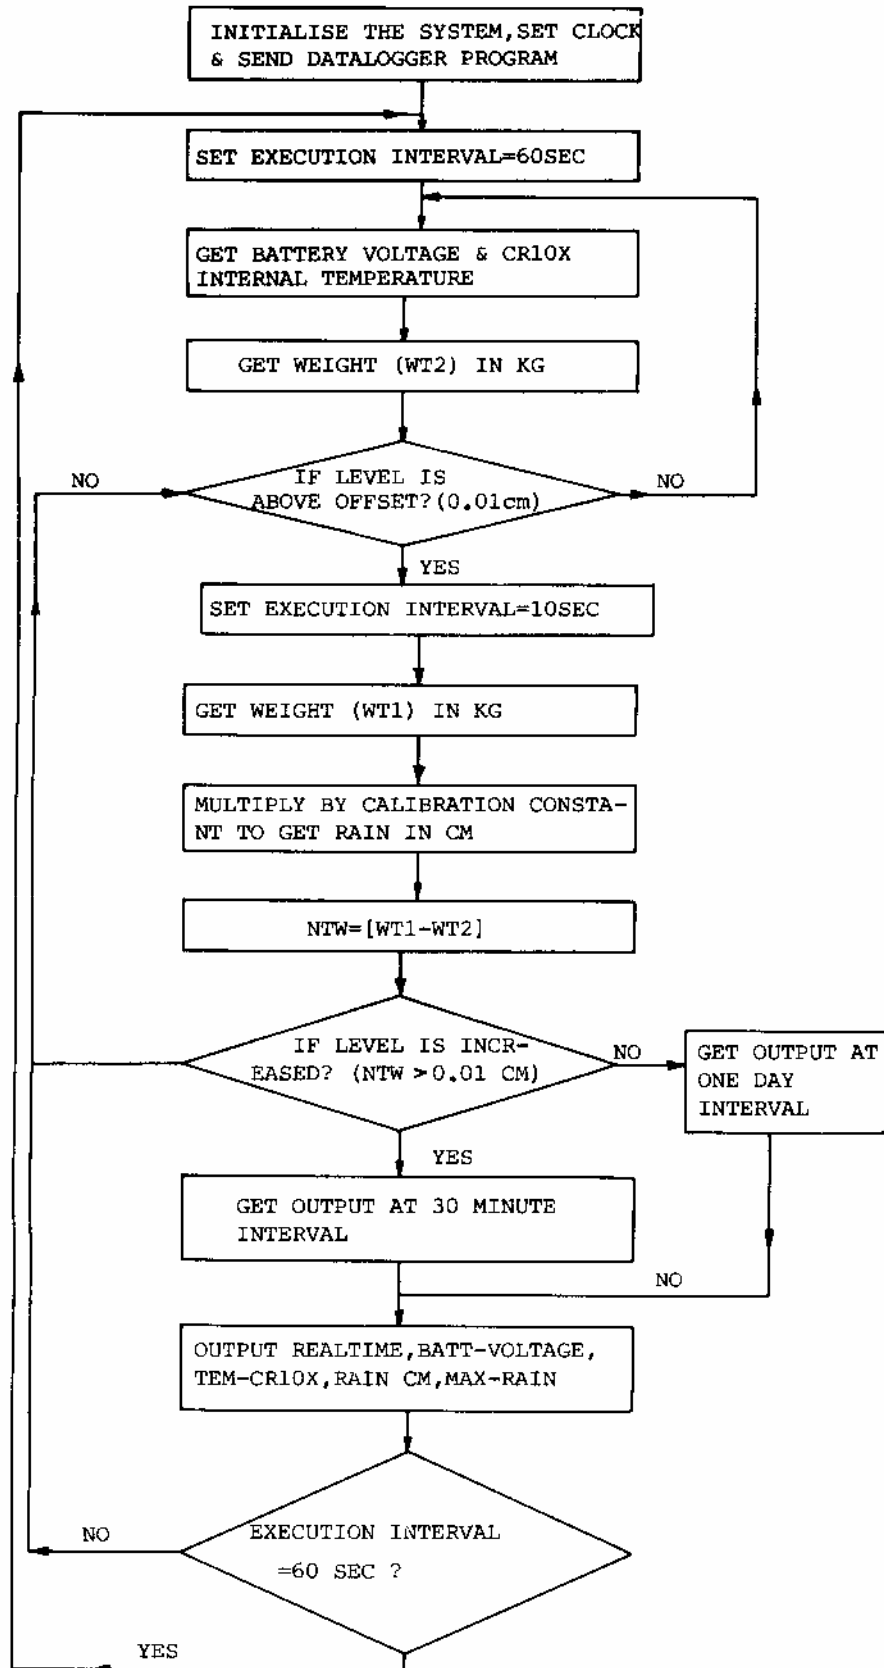 INITIALISE THE SYSTEM,SET CLOCK
& SEND DATALOGGER PROGRAM
SET EXECUTION INTERVAL=60SEC
GET BATTERY VOLTAGE & CR10X
INTERNAL TEMPERATURE
GET WEIGHT (WT2) IN KG
NO
IF LEVEL IS
ABOVE OFFSET?(0.01cm)
NO
YES
SET EXECUTION INTERVAL=10SEC
GET WEIGHT (WT1) IN KG
MULTIPLY BY CALIBRATION CONSTA-
NT TO GET RAIN IN CM
NTW=[WT1-WT2]
IF LEVEL IS INCR-
EASED? (NTW >0.01 CM)
NO
GET OUTPUT AT
ONE DAY
INTERVAL
YES
GET OUTPUT AT 30 MINUTE
INTERVAL
NO
OUTPUT REALTIME,BATT-VOLTAGE,
TEM-CR10X,RAIN CM,MAX-RAIN
NO
EXECUTION INTERVAL
=60 SEC ?
YES